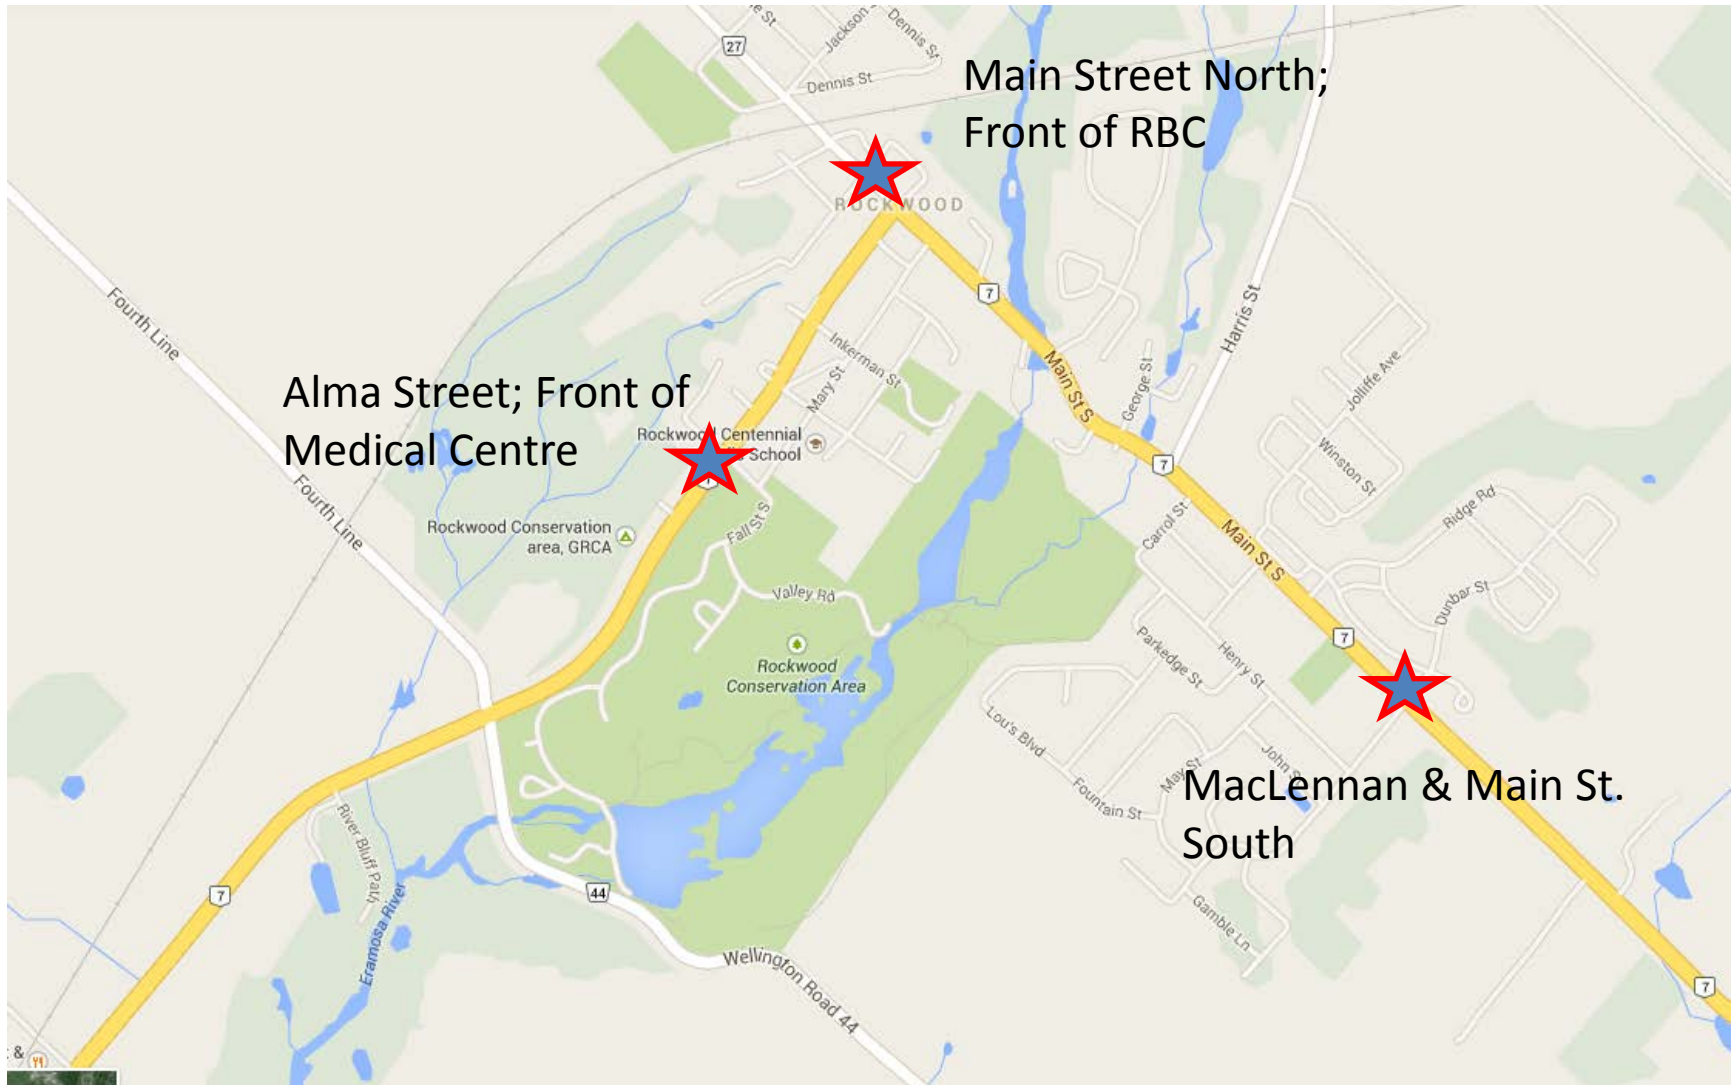 27
Jackson
Dennis St
Dennis St
Main Street North;
Front of RBC
ROCKWOOD
7
Harris St
Fourth Line
Inkerman St
Main St S
George St
Jolliffe Ave
Alma Street; Front of
Medical Centre
Mary St
Rockwood Centennial
School
7
Winston St
Fourth Line
Ridge Rd
Carrol St
Main St S
Rockwood Conservation
area, GRCA
Fall St S
Valley Rd
Dunbar St
7
Parkedge St
Henry St
Rockwood
Conservation Area
Lou's Blvd
John S
May St
MacLennan & Main St.
South
Fountain St
River Bluff Path
7
44
Eramosa River
Gamble Ln
Wellington Road 44
7
&